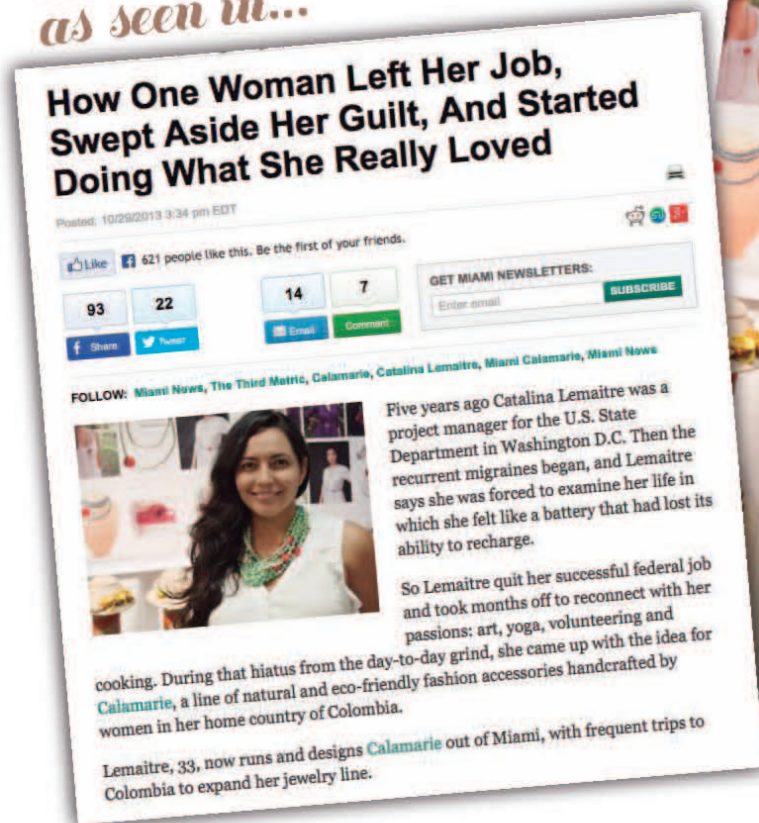 as seen in...
How One Woman Left Her Job,
Swept Aside Her Guilt, And Started
Doing What She Really Loved
Posted: 10/29/2013 3:34 pm EDT
Like 621 people like this. Be the first of your friends.
93 22 14 7
Share Tweet Email Comment
GET MIAMI NEWSLETTERS:
Enter email SUBSCRIBE
FOLLOW: Miami News, The Third Metric, Calamarie, Catalina Lemaitre, Miami Calamarie, Miami News
Five years ago Catalina Lemaitre was a
project manager for the U.S. State
Department in Washington D.C. Then the
recurrent migraines began, and Lemaitre
says she was forced to examine her life in
which she felt like a battery that had lost its
ability to recharge.
So Lemaitre quit her successful federal job
and took months off to reconnect with her
passions: art, yoga, volunteering and
cooking. During that hiatus from the day-to-day grind, she came up with the idea for
Calamarie, a line of natural and eco-friendly fashion accessories handcrafted by
women in her home country of Colombia.
Lemaitre, 33, now runs and designs Calamarie out of Miami, with frequent trips to
Colombia to expand her jewelry line.